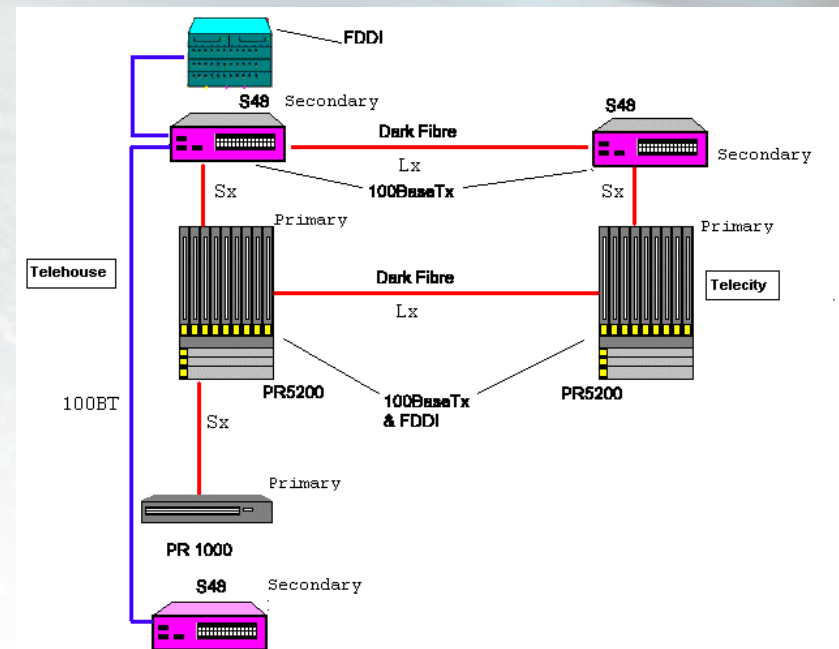 FDDI
S48 Secondary
S48
Dark Fibre
Secondary
Lx
100BaseTx
Sx
Sx
Primary
Primary
Telehouse
Dark Fibre
Telecity
Lx
PR5200
PR5200
100BT
100BaseTx
& FDDI
Sx
Primary
PR 1000
S48 Secondary